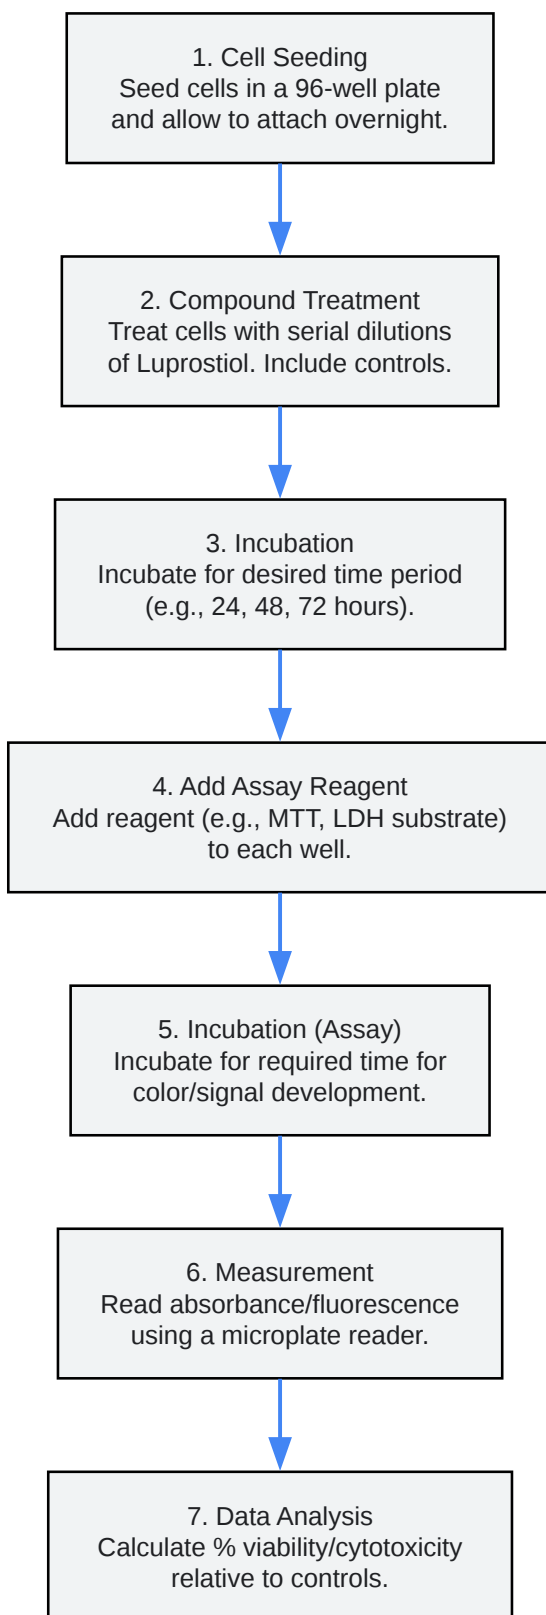 1. Cell Seeding
Seed cells in a 96-well plate
and allow to attach overnight.
2. Compound Treatment
Treat cells with serial dilutions
of Luprostiol. Include controls.
3. Incubation
Incubate for desired time period
(e.g., 24, 48, 72 hours).
4. Add Assay Reagent
Add reagent (e.g., MTT, LDH substrate)
to each well.
5. Incubation (Assay)
Incubate for required time for
color/signal development.
6. Measurement
Read absorbance/fluorescence
using a microplate reader.
7. Data Analysis
Calculate % viability/cytotoxicity
relative to controls.